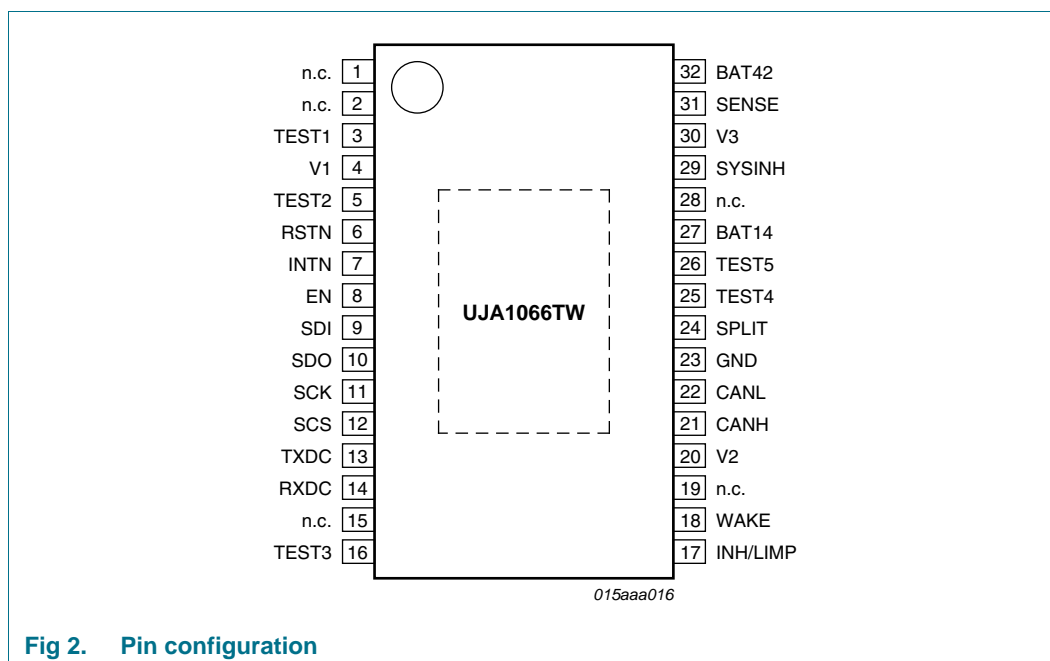 n.c. 1 32 BAT42
n.c. 2 31 SENSE
TEST1 3 30 V3
V1 4 29 SYSINH
TEST2 5 28 n.c.
RSTN 6 27 BAT14
INTN 7 26 TEST5
EN 8 25 TEST4
UJA1066TW
SDI 9 24 SPLIT
SDO 10 23 GND
SCK 11 22 CANL
SCS 12 21 CANH
TXDC 13 20 V2
RXDC 14 19 n.c.
n.c. 15 18 WAKE
TEST3 16 17 INH/LIMP
015aaa016
Fig 2. Pin configuration